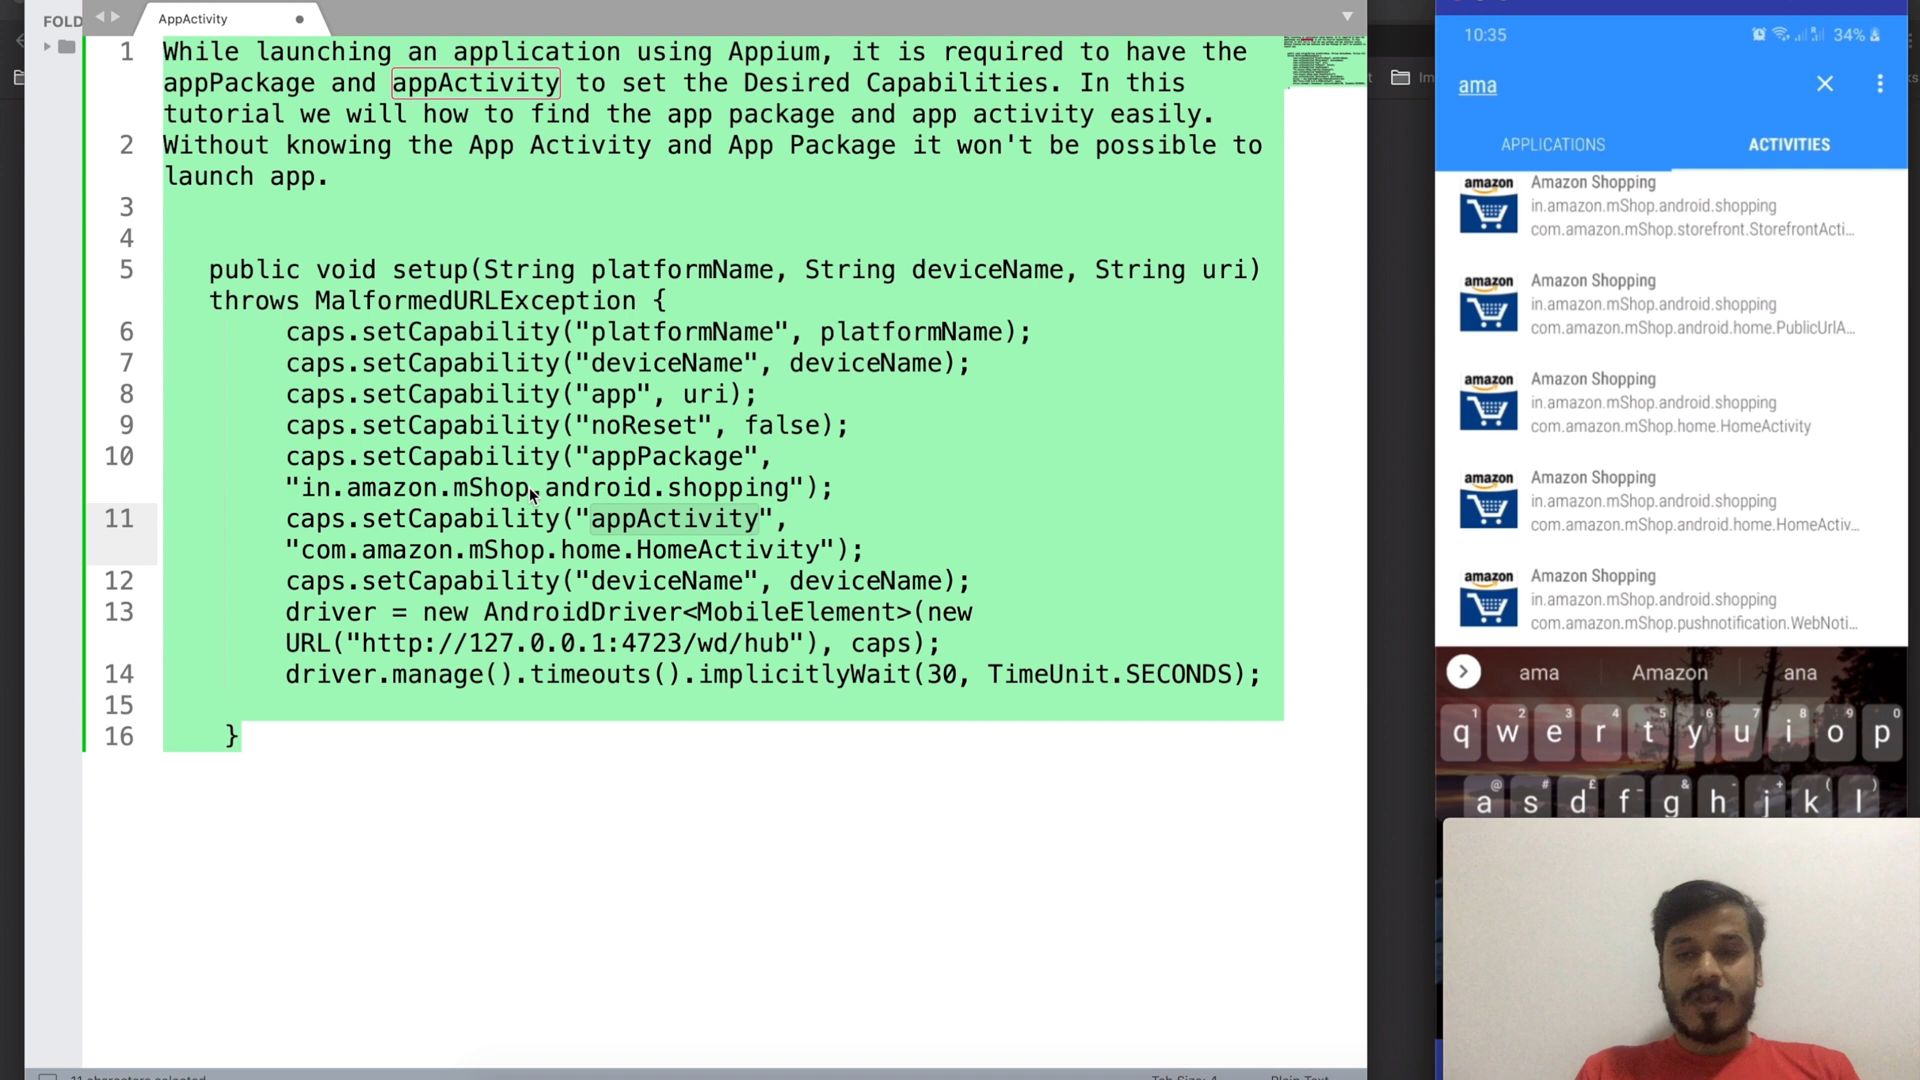 FOLD
AppActivity
1 While launching an application using Appium, it is required to have the
appPackage and appActivity to set the Desired Capabilities. In this
tutorial we will how to find the app package and app activity easily.
2 Without knowing the App Activity and App Package it won't be possible to
launch app.
3
4
5 public void setup(String platformName, String deviceName, String uri)
throws MalformedURLException {
6 caps.setCapability("platformName", platformName);
7 caps.setCapability("deviceName", deviceName);
8 caps.setCapability("app", uri);
9 caps.setCapability("noReset", false);
10 caps.setCapability("appPackage",
"in.amazon.mShop.android.shopping");
11 caps.setCapability("appActivity",
"com.amazon.mShop.home.HomeActivity");
12 caps.setCapability("deviceName", deviceName);
13 driver = new AndroidDriver<MobileElement>(new
URL("http://127.0.0.1:4723/wd/hub"), caps);
14 driver.manage().timeouts().implicitlyWait(30, TimeUnit.SECONDS);
15
16 }
10:35 34%
ama
APPLICATIONS ACTIVITIES
amazon Amazon Shopping
in.amazon.mShop.android.shopping
com.amazon.mShop.storefront.StorefrontActi...
amazon Amazon Shopping
in.amazon.mShop.android.shopping
com.amazon.mShop.android.home.PublicUrlA...
amazon Amazon Shopping
in.amazon.mShop.android.shopping
com.amazon.mShop.home.HomeActivity
amazon Amazon Shopping
in.amazon.mShop.android.shopping
com.amazon.mShop.android.home.HomeActiv...
amazon Amazon Shopping
in.amazon.mShop.android.shopping
com.amazon.mShop.pushnotification.WebNoti...
ama Amazon ana
1 2 3 4 5 6 7 8 9 0
q w e r t y u i o p
@ # £ _ & - + ( )
a s d f g h j k l